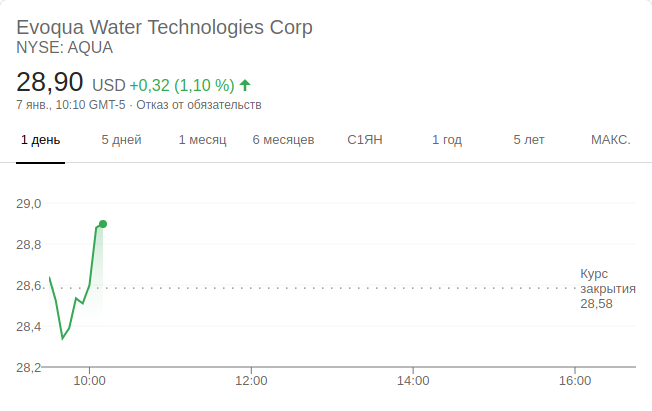 Evoqua Water Technologies Corp
NYSE: AQUA
28,90 USD +0,32 (1,10 %)
7 янв., 10:10 GMT-5 · Отказ от обязательств
1 день 5 дней 1 месяц 6 месяцев С1ЯН 1 год 5 лет МАКС.
29,0
28,8
28,6
28,4
28,2
Курс
закрытия
28,58
10:00 12:00 14:00 16:00